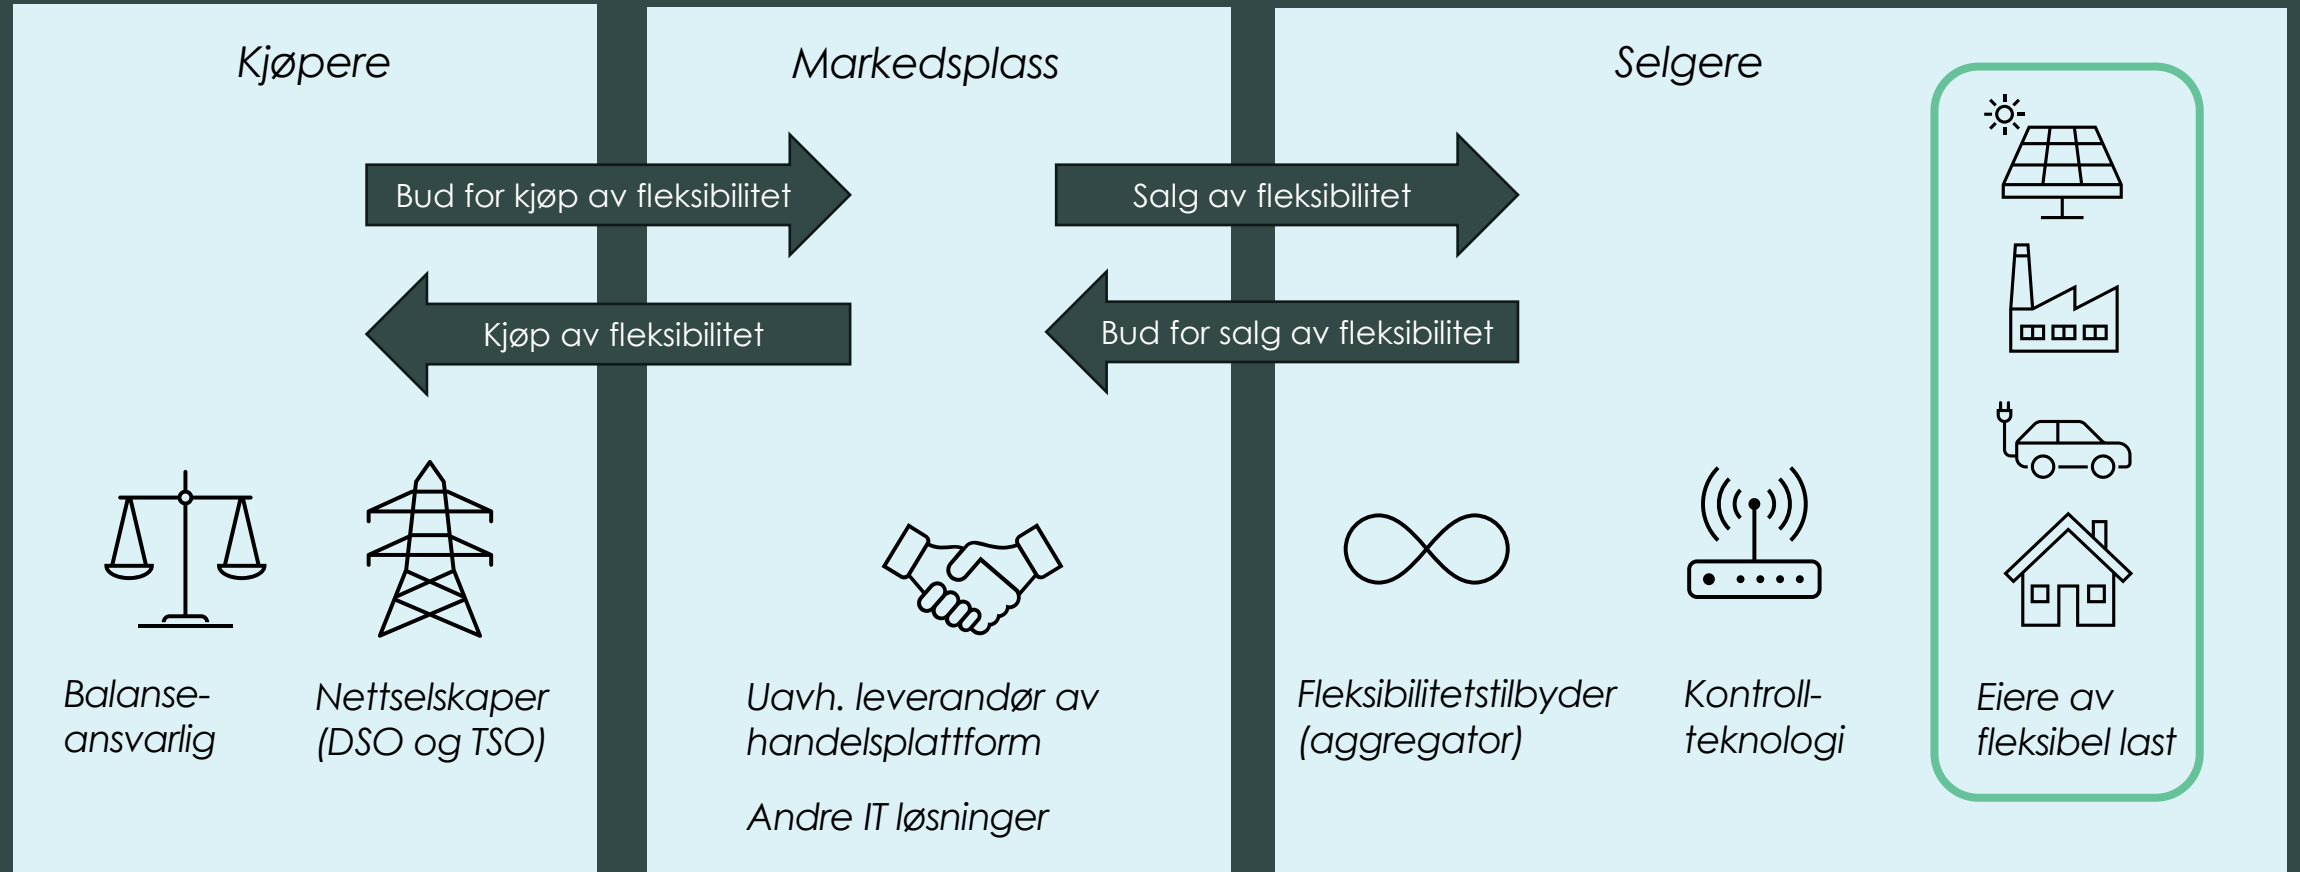 Kjøpere
Markedsplass
Selgere
Bud for kjøp av fleksibilitet
Salg av fleksibilitet
Kjøp av fleksibilitet
Bud for salg av fleksibilitet
Balanse-
ansvarlig
Nettselskaper
(DSO og TSO)
Uavh. leverandør av
handelsplattform
Andre IT løsninger
Fleksibilitetstilbyder
(aggregator)
Kontroll-
teknologi
Eiere av
fleksibel last